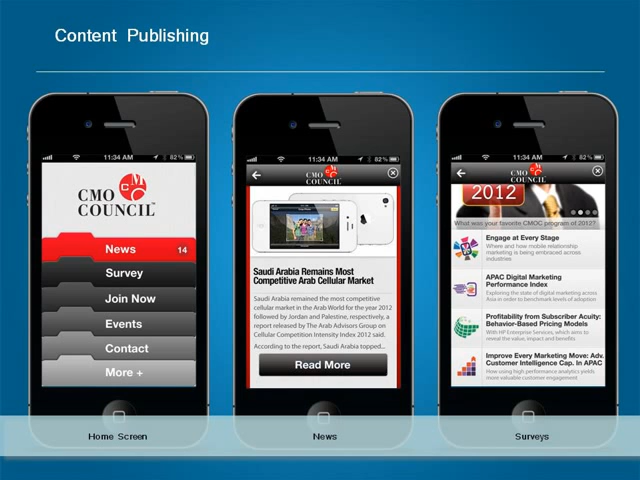 Content Publishing
11:34 AM
82%
CMO
COUNCIL™
News 14
Survey
Join Now
Events
Contact
More +
Home Screen
11:34 AM
82%
CMO
COUNCIL
Saudi Arabia Remains Most
Competitive Arab Cellular Market
Saudi Arabia remained the most competitive
cellular market in the Arab World for the year 2012
followed by Jordan and Palestine, respectively, a
report released by The Arab Advisors Group on
Cellular Competition Intensity Index 2012 said.
According to the report, Saudi Arabia topped,..
Read More
News
11:34 AM
82%
CMO
COUNCIL
2012
What was your favorite CMOC program of 2012?
Engage at Every Stage
Where and how mobile relationship
marketing is being embraced across
industries
APAC Digital Marketing
Performance Index
Exploring the state of digital marketing across
Asia in order to benchmark levels of adoption
Profitability from Subscriber Acuity:
Behavior-Based Pricing Models
With HP Enterprise Services, which aims to
reveal the value, impact and benefits
Improve Every Marketing Move: Adv.
Customer Intelligence Cap. In APAC
How using high performance analytics yields
more valuable customer engagement
Surveys